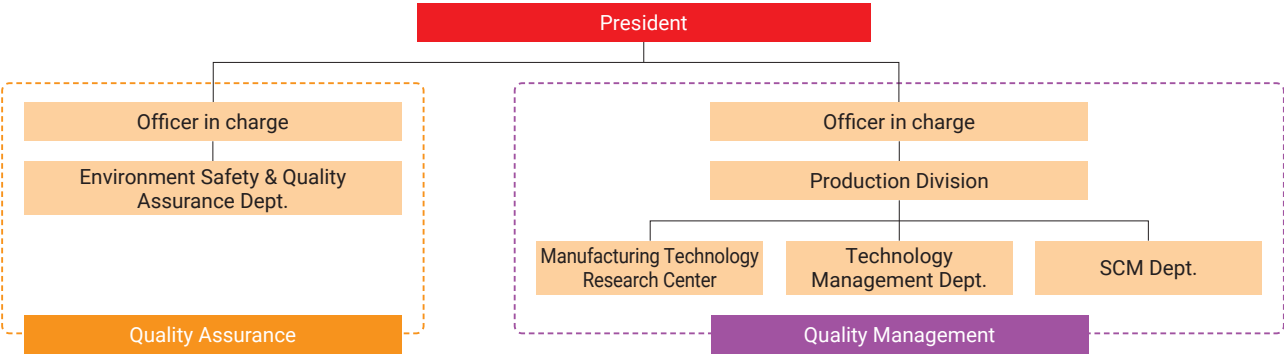 President
Officer in charge
Environment Safety & Quality
Assurance Dept.
Quality Assurance
Officer in charge
Production Division
Manufacturing Technology
Research Center
Technology
Management Dept.
SCM Dept.
Quality Management